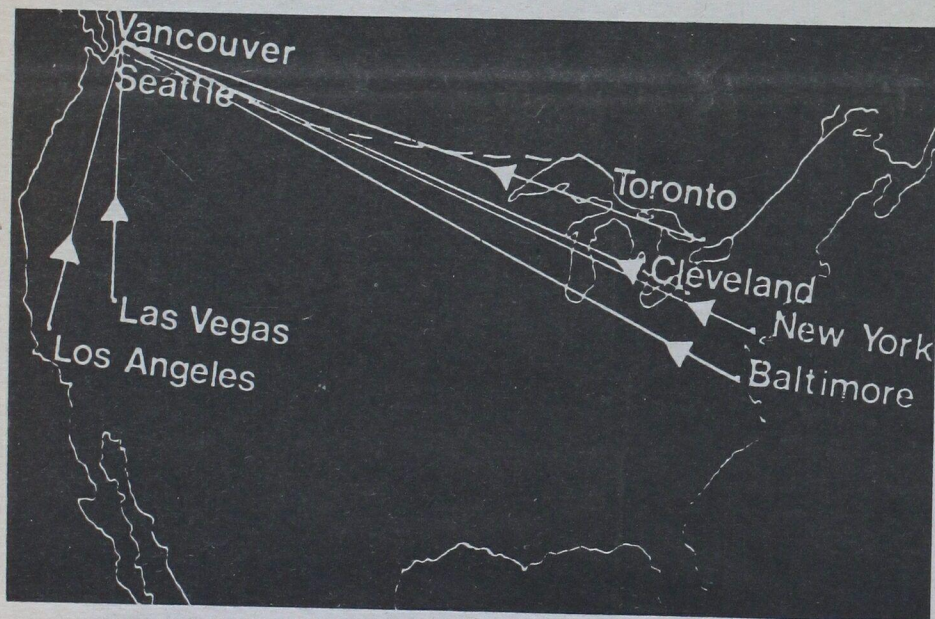 Vancouver
Seattle
Toronto
Cleveland
Las Vegas
New York
Los Angeles
Baltimore